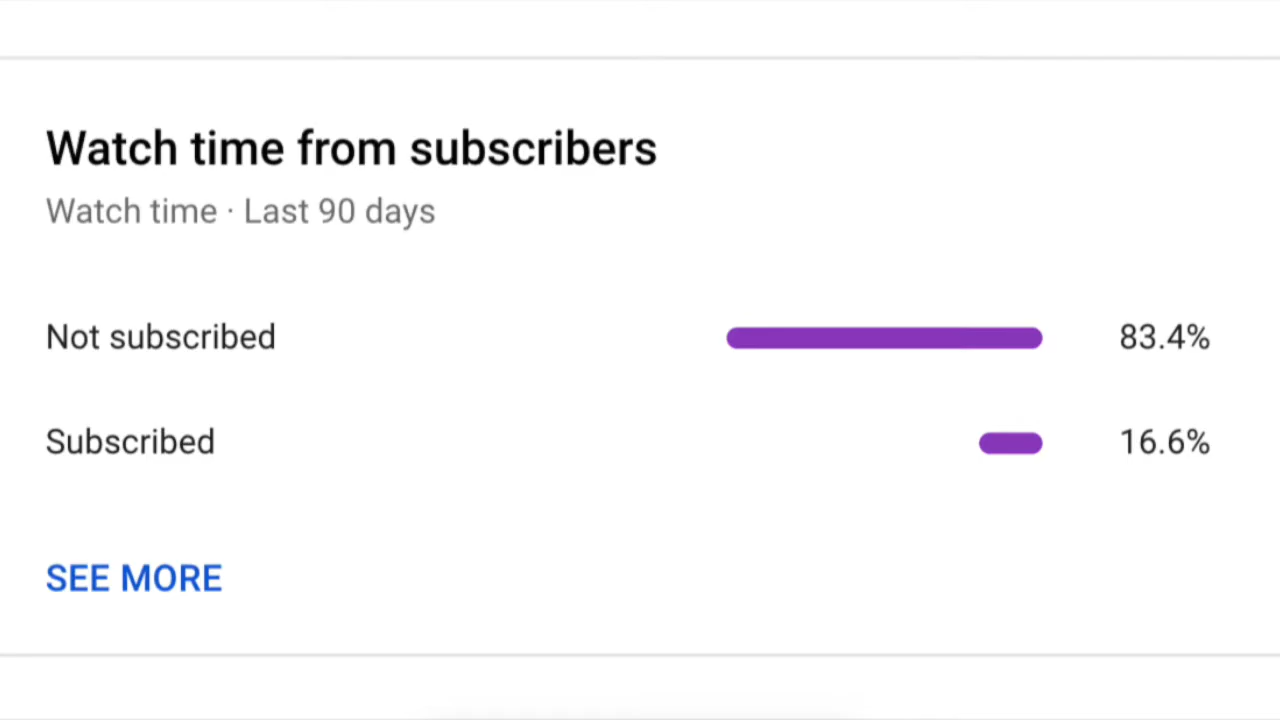 Watch time from subscribers
Watch time · Last 90 days
Not subscribed 83.4%
Subscribed 16.6%
SEE MORE